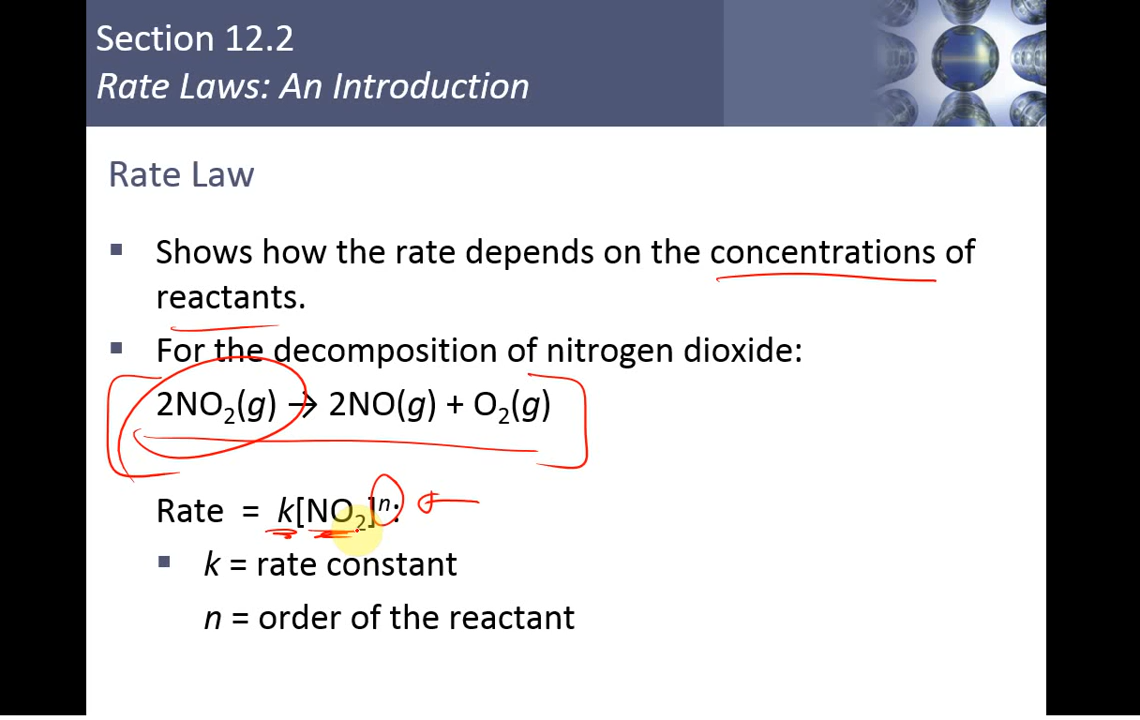 Section 12.2
Rate Laws: An Introduction
Rate Law
▪ Shows how the rate depends on the concentrations of
reactants.
▪ For the decomposition of nitrogen dioxide:
2NO₂(g) → 2NO(g) + O₂(g)
Rate = k[NO₂]ⁿ:
▪ k = rate constant
n = order of the reactant